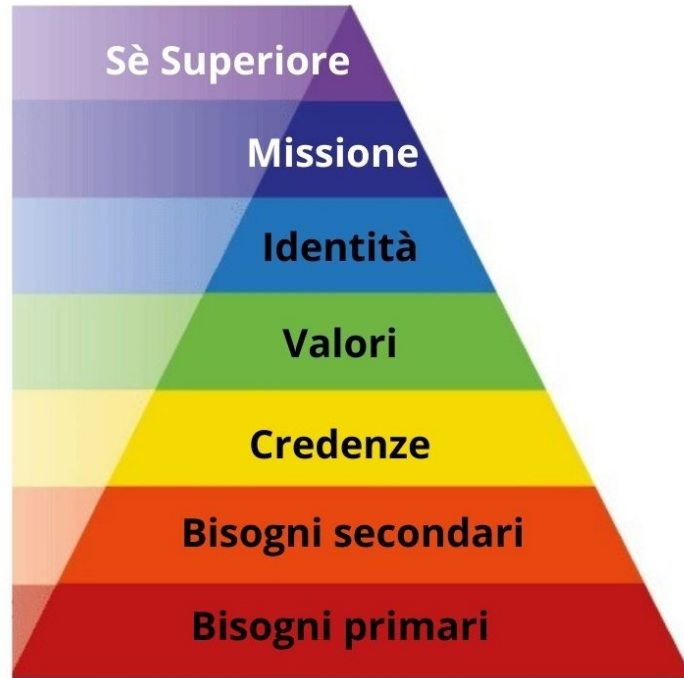 Sè Superiore
Missione
Identità
Valori
Credenze
Bisogni secondari
Bisogni primari